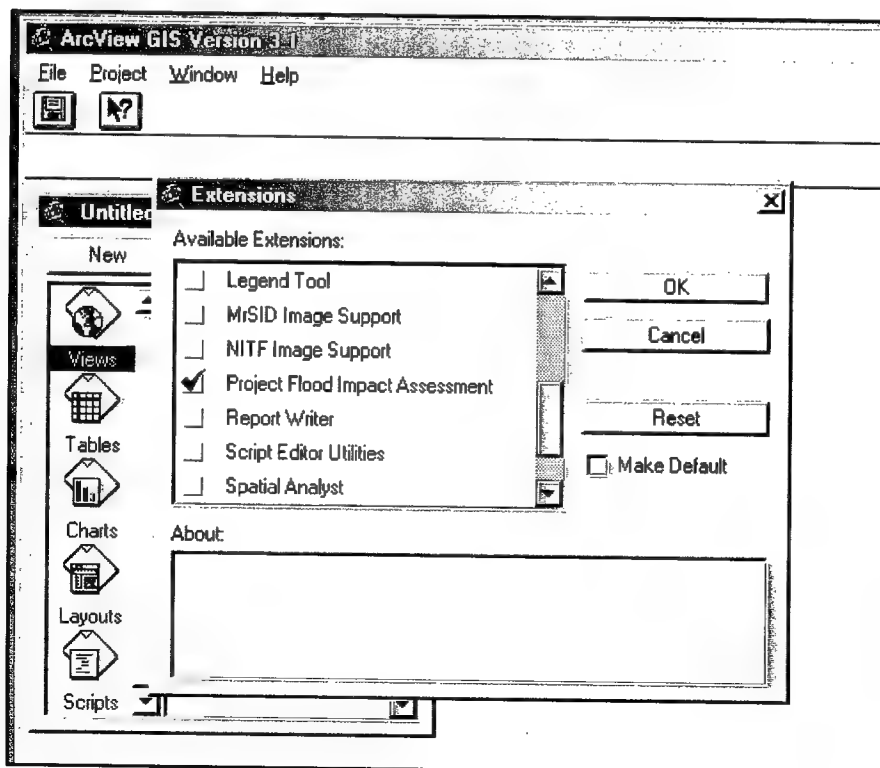 ArcView GIS Version 3.1
File Project Window Help
Extensions
Untitled
New
Available Extensions:
Legend Tool
MrSID Image Support
NITF Image Support
Project Flood Impact Assessment
Report Writer
Script Editor Utilities
Spatial Analyst
OK
Cancel
Reset
Make Default
About:
Views
Tables
Charts
Layouts
Scripts